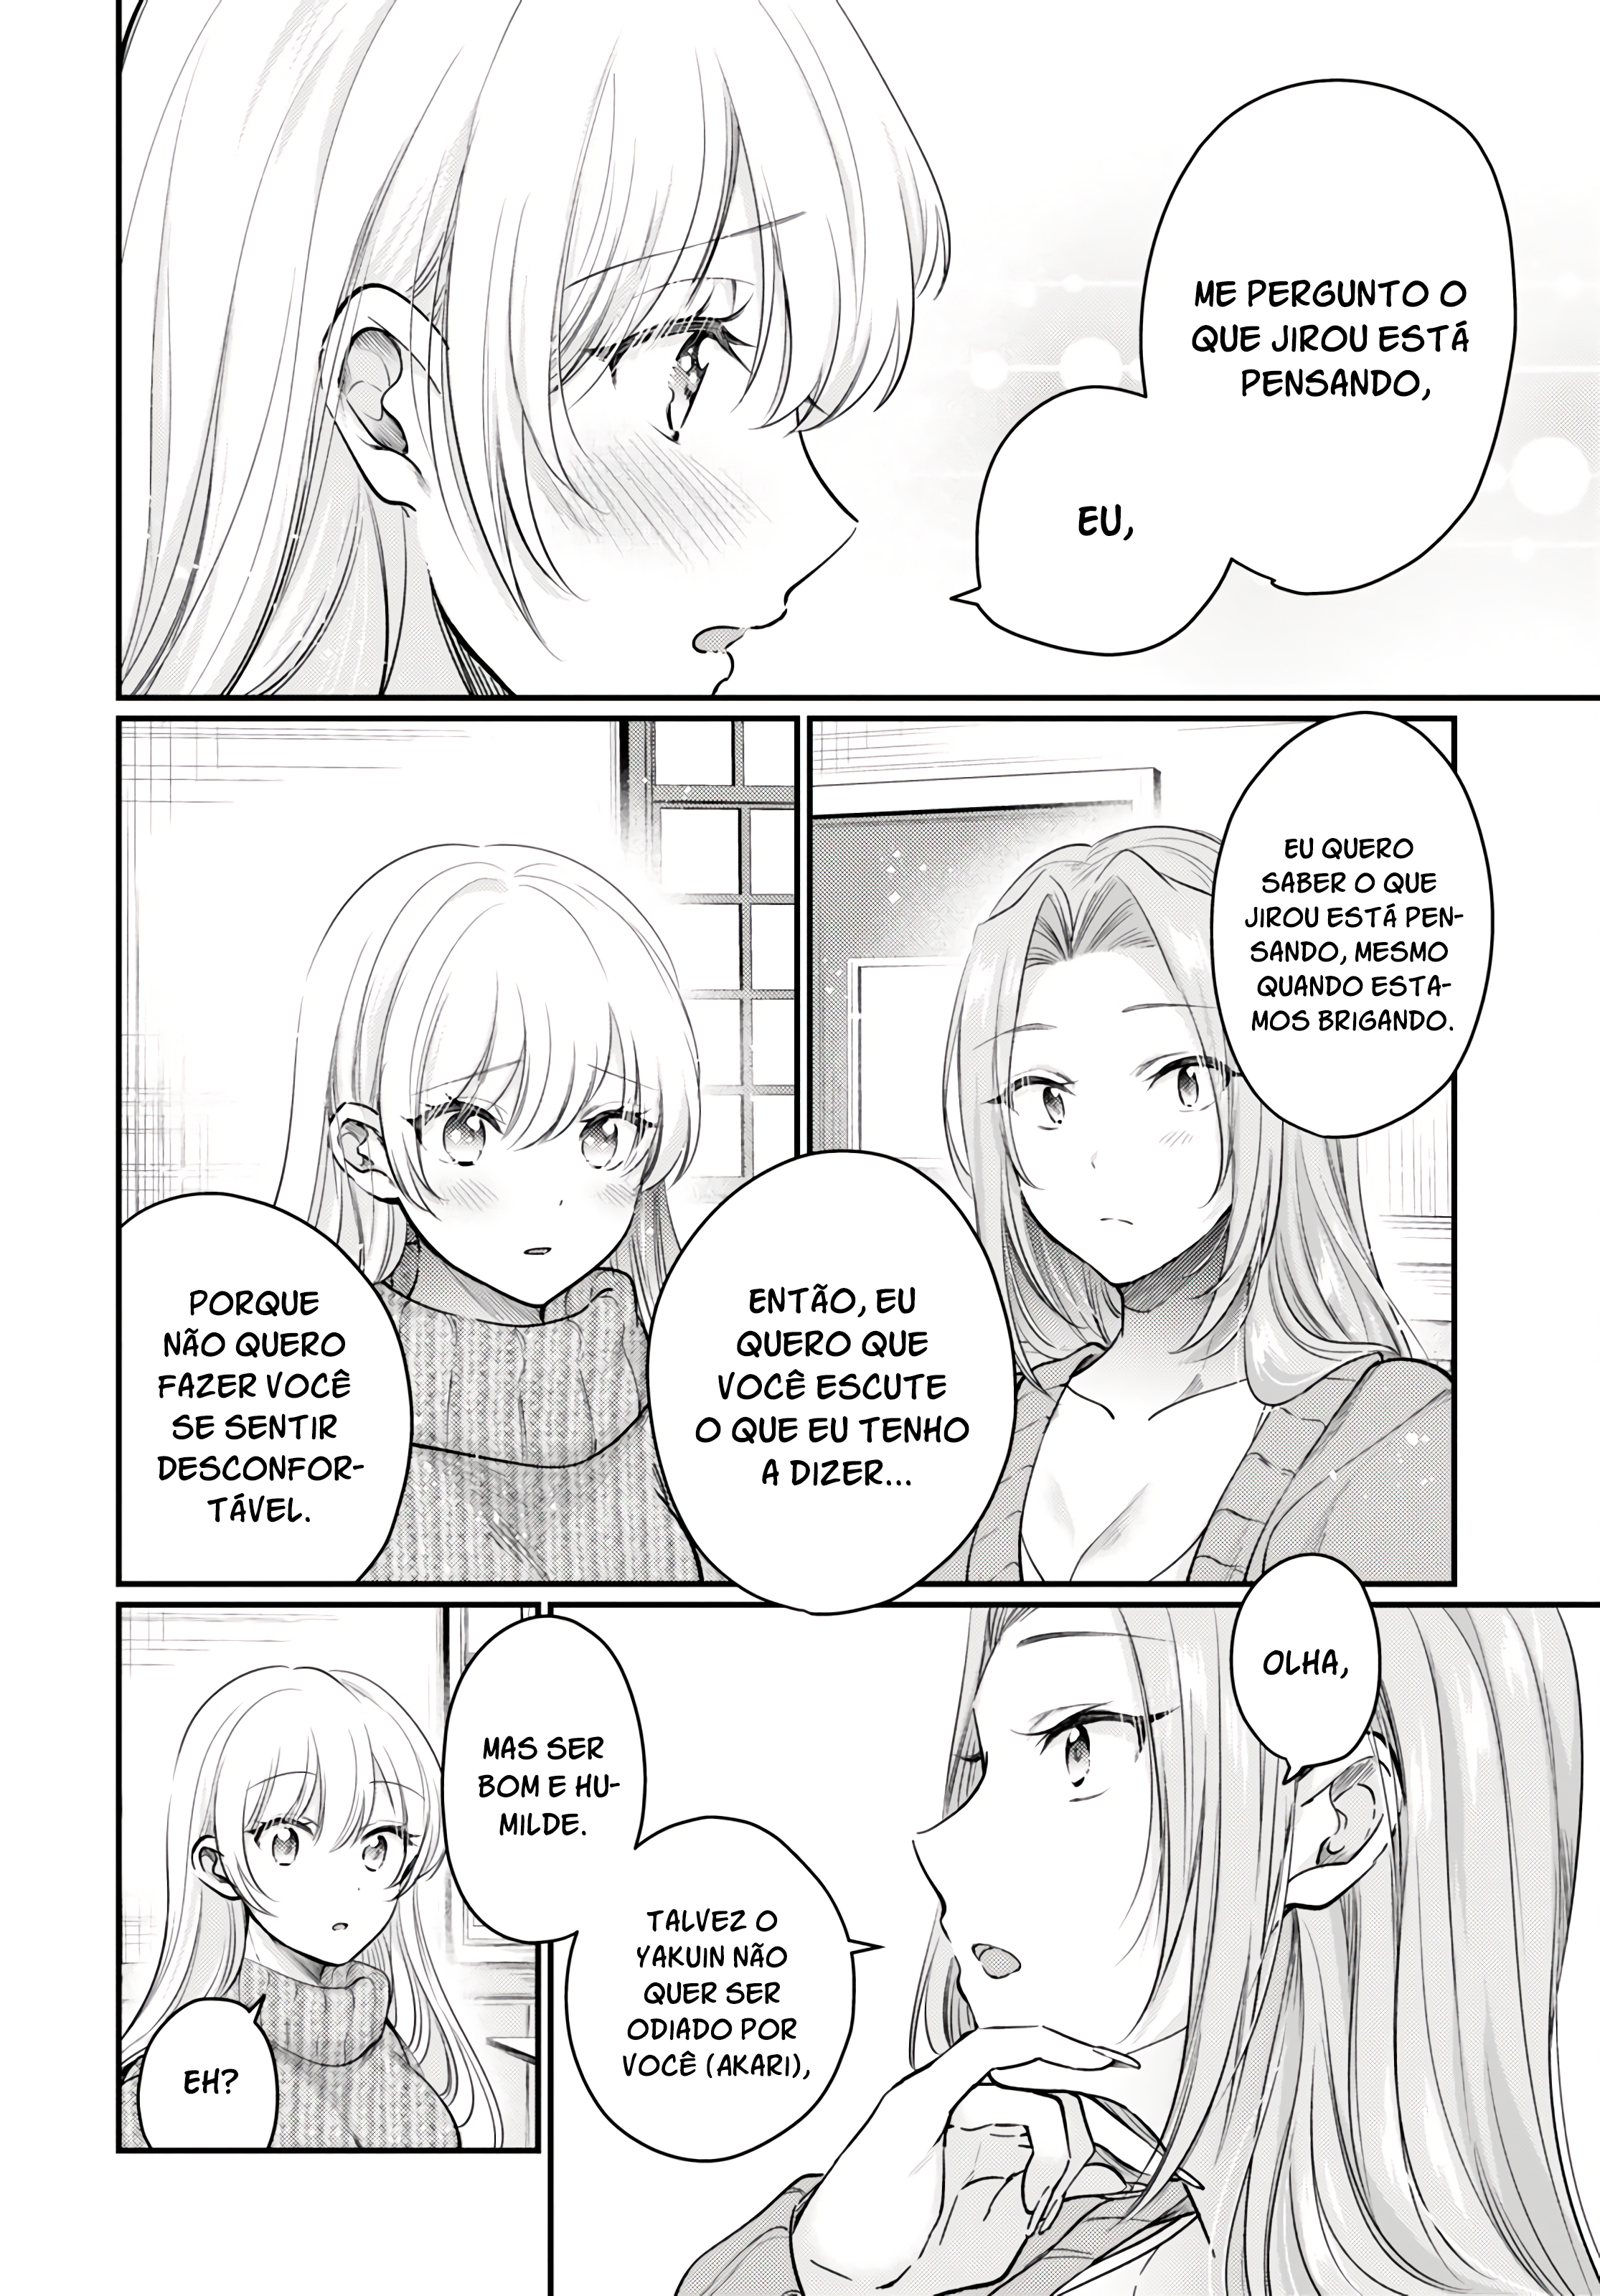 ME PERGUNTO O
QUE JIROU ESTÁ
PENSANDO,
EU,
EU QUERO
SABER O QUE
JIROU ESTÁ PEN-
SANDO, MESMO
QUANDO ESTA-
MOS BRIGANDO.
ENTÃO, EU
QUERO QUE
VOCÊ ESCUTE
O QUE EU TENHO
A DIZER...
PORQUE
NÃO QUERO
FAZER VOCÊ
SE SENTIR
DESCONFOR-
TÁVEL.
OLHA,
TALVEZ O
YAKUIN NÃO
QUER SER
ODIADO POR
VOCÊ (AKARI),
MAS SER
BOM E HU-
MILDE.
EH?